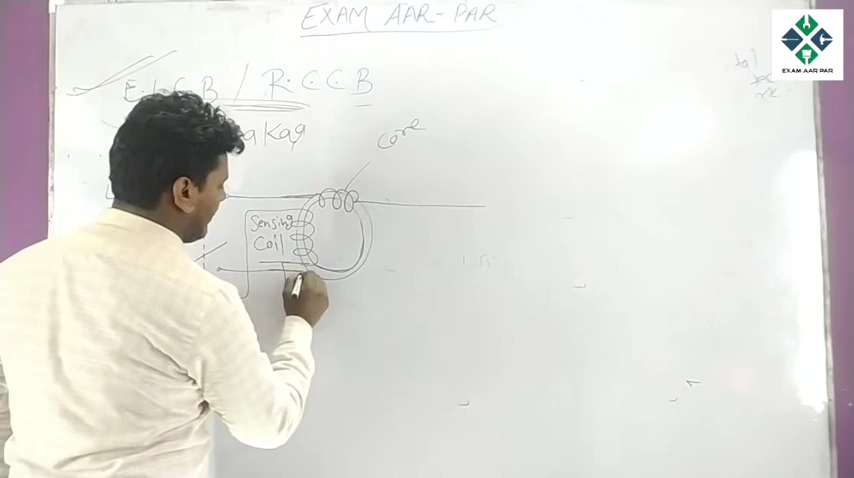 EXAM AAR-PAR
E.L.C.B / R.C.C.B
Core
Sensing
Coil
EXAM AAR PAR